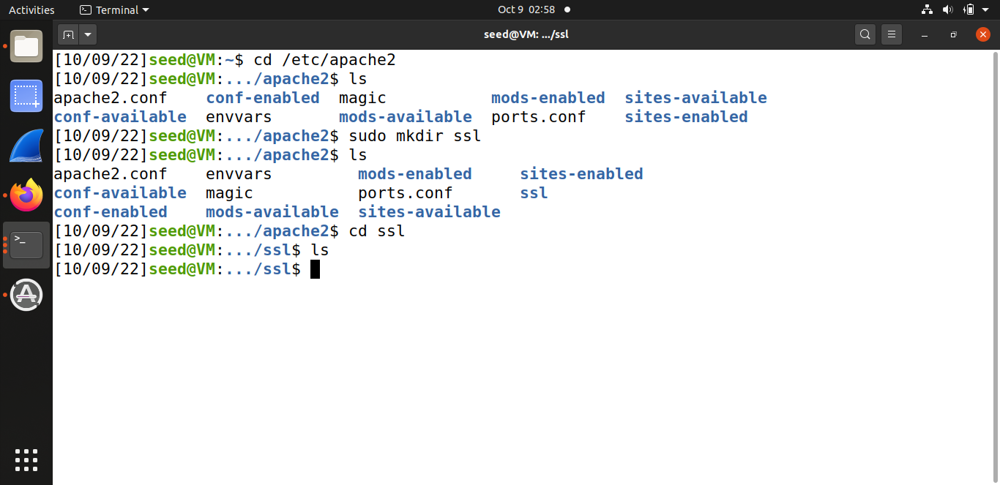 Activities Terminal Oct 9 02:58
seed@VM: .../ssl
[10/09/22]seed@VM:~$ cd /etc/apache2
[10/09/22]seed@VM:.../apache2$ ls
apache2.conf conf-enabled magic mods-enabled sites-available
conf-available envvars mods-available ports.conf sites-enabled
[10/09/22]seed@VM:.../apache2$ sudo mkdir ssl
[10/09/22]seed@VM:.../apache2$ ls
apache2.conf envvars mods-enabled sites-enabled
conf-available magic ports.conf ssl
conf-enabled mods-available sites-available
[10/09/22]seed@VM:.../apache2$ cd ssl
[10/09/22]seed@VM:.../ssl$ ls
[10/09/22]seed@VM:.../ssl$